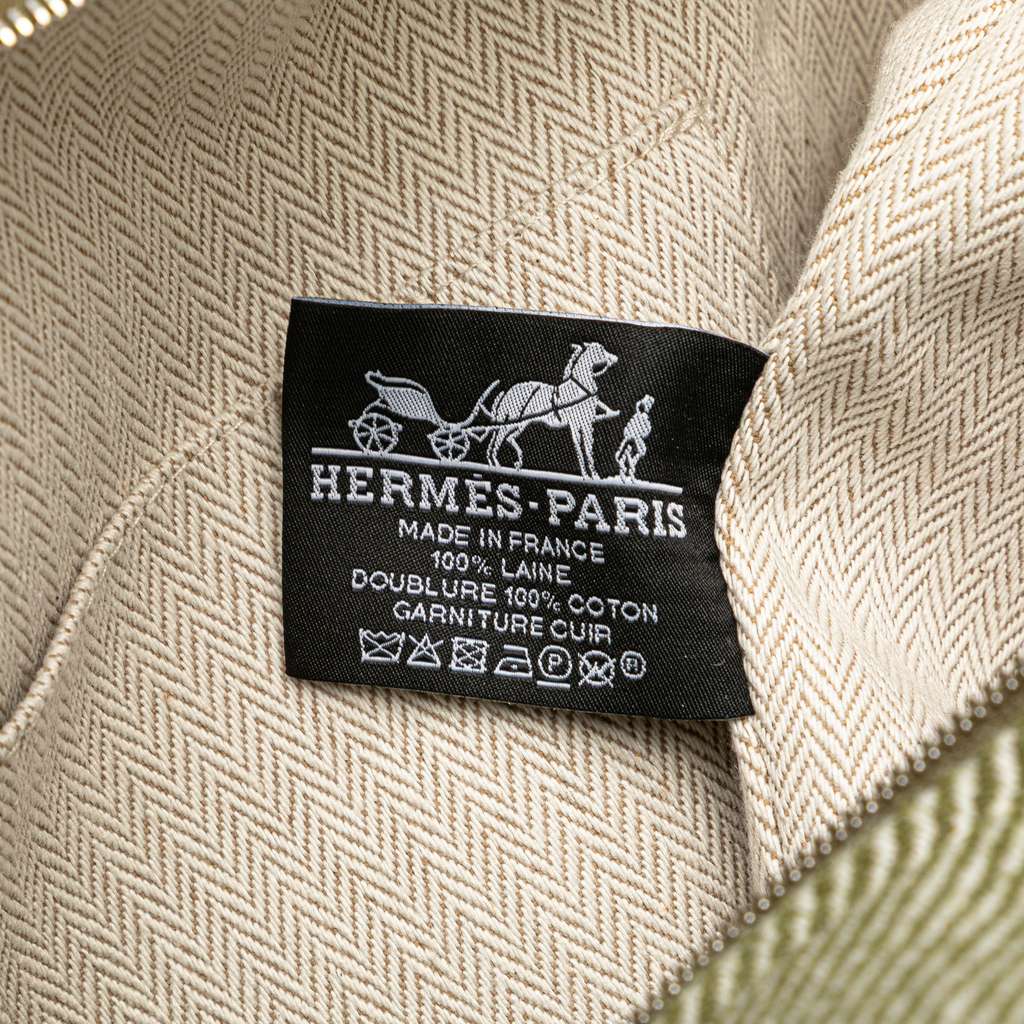 HERMÈS-PARIS
MADE IN FRANCE
100% LAINE
DOUBLURE 100% COTON
GARNITURE CUIR
P